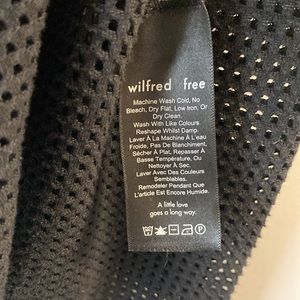 wilfred free
Machine Wash Cold, No
Bleach, Dry Flat, Low Iron, Or
Dry Clean.
Wash With Like Colours.
Reshape Whilst Damp.
Laver À La Machine À L'eau
Froide, Pas De Blanchiment,
Sécher À Plat, Repasser À
Basse Température, Ou
Nettoyer À Sec.
Laver Avec Des Couleurs
Semblables.
Remodeler Pendant Que
L'article Est Encore Humide.
A little love
goes a long way.